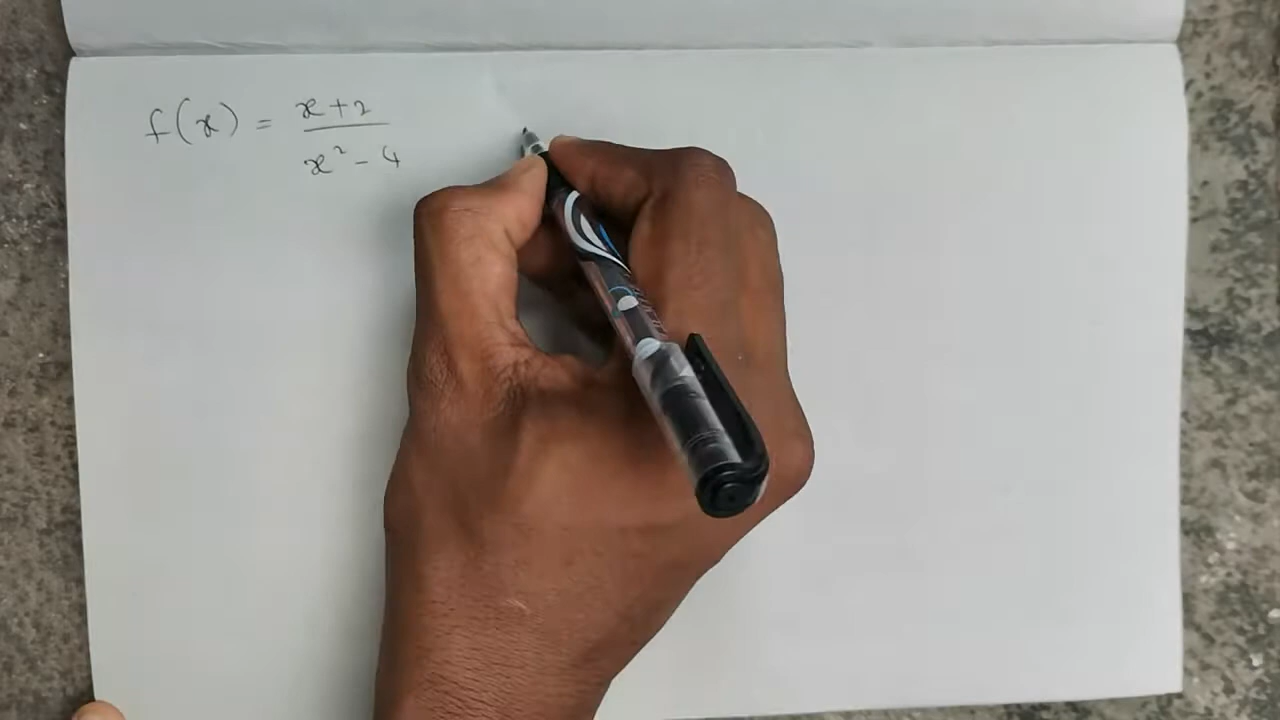 f(x) = (x+2)/(x²-4)